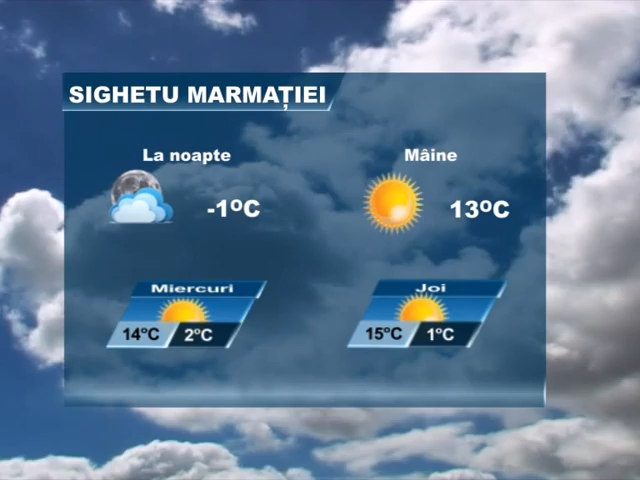 SIGHETU MARMAȚIEI
La noapte
Mâine
-1ºC
13ºC
Miercuri
Joi
14ºC 2ºC
15ºC 1ºC